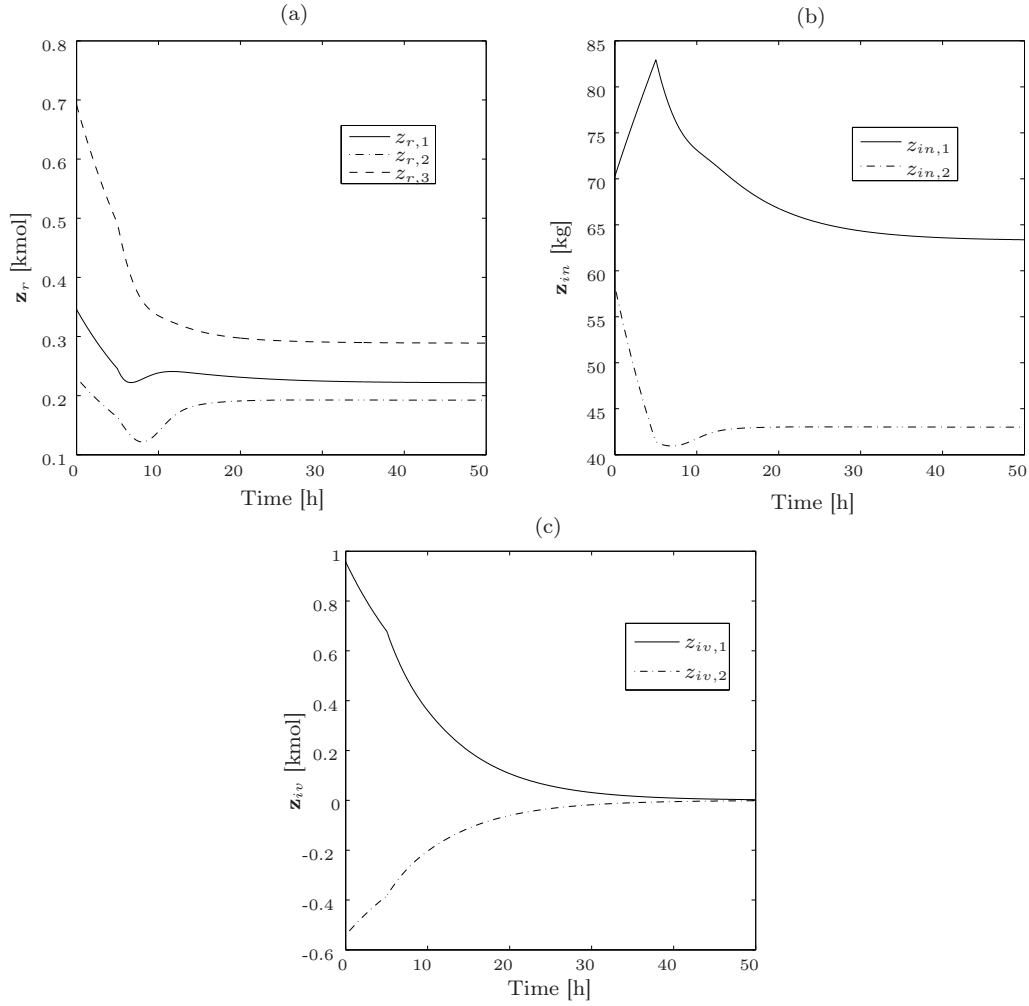 (a)
0.8
0.7
0.5
0.4
0.3
0.2
0.1
0 10 20 30 40 50
z_r [kmol]
Time [h]
z_{r,1}
z_{r,2}
z_{r,3}
(b)
85
80
75
70
65
60
55
43
40
0 10 20 30 40 50
z_{in} [kg]
Time [h]
z_{in,1}
z_{in,2}
(c)
1
0.8
0.6
0.4
0.2
0
-0.2
-0.4
-0.6
0 10 20 30 40 50
z_{iv} [kmol]
Time [h]
z_{iv,1}
z_{iv,2}